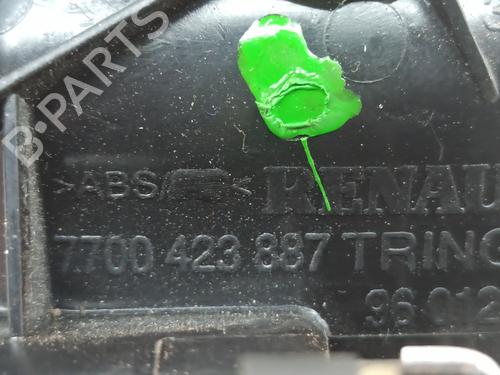 B-PARTS
>ABS/
RENAU
7700 423 887 TRING
96 012